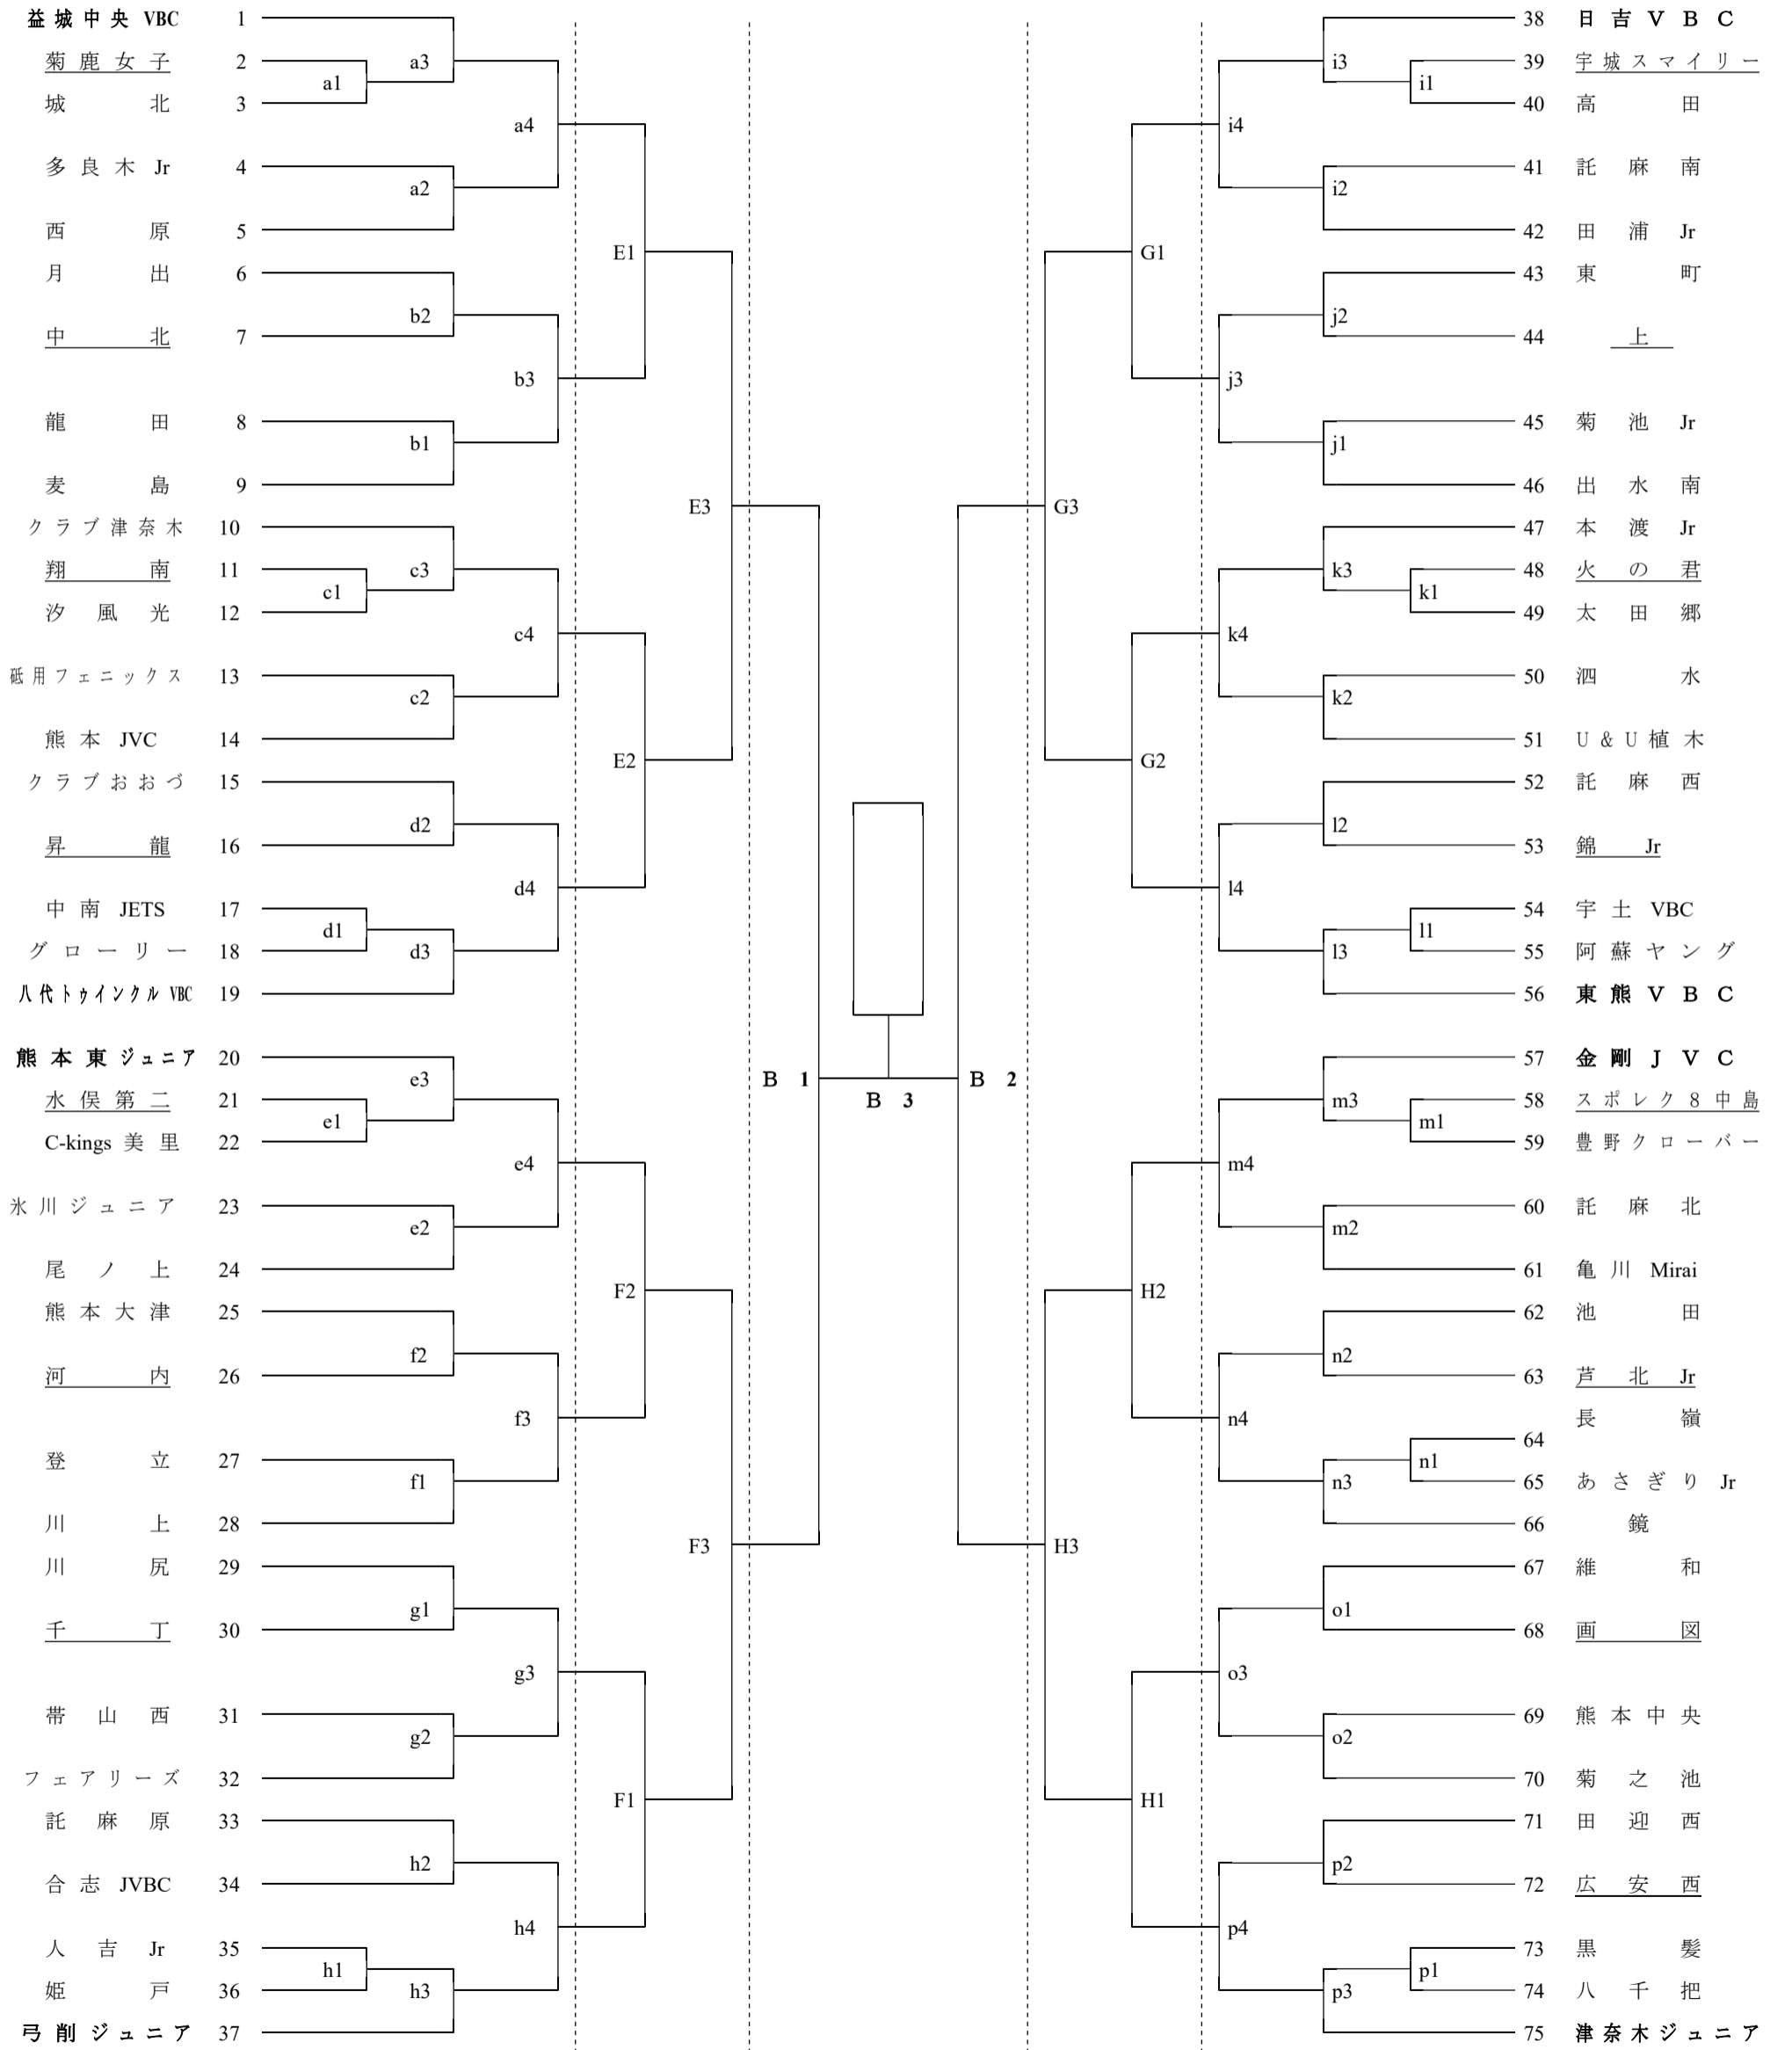 益城中央 VBC 1
a3
菊鹿女子 2
a1
城北 3
a4
多良木 Jr 4
a2
西原 5
E1
月出 6
b2
中北 7
b3
龍田 8
b1
麦島 9
E3
クラブ津奈木 10
c3
翔南 11
c1
汐風光 12
c4
砥用フェニックス 13
c2
熊本 JVC 14
E2
クラブおおづ 15
d2
昇龍 16
d4
中南 JETS 17
d1
グローリー 18
d3
八代トゥインクル VBC 19
熊本東ジュニア 20
e3
水俣第二 21
e1
C-kings 美里 22
e4
氷川ジュニア 23
e2
尾ノ上 24
F2
熊本大津 25
f2
河内 26
f3
登立 27
f1
川上 28
F3
川尻 29
g1
千丁 30
g3
帯山西 31
g2
フェアリーズ 32
F1
託麻原 33
h2
合志 JVBC 34
h4
人吉 Jr 35
h1
姫戸 36
h3
弓削ジュニア 37
B 1
B 3
B 2
38 日吉VBC
i3
39 宇城スマイリー
i1
40 高田
i4
41 託麻南
i2
42 田浦 Jr
G1
43 東町
j2
44 上
j3
45 菊池 Jr
j1
46 出水南
G3
47 本渡 Jr
k3
48 火の君
k1
49 太田郷
k4
50 泗水
k2
51 U&U植木
G2
52 託麻西
l2
53 錦 Jr
l4
54 宇土 VBC
l1
55 阿蘇ヤング
l3
56 東熊VBC
57 金剛JVC
m3
58 スポレク8中島
m1
59 豊野クローバー
m4
60 託麻北
m2
61 亀川 Mirai
H2
62 池田
n2
63 芦北 Jr
n4
長嶺
64
n1
65 あさぎり Jr
n3
66 鏡
H3
67 維和
o1
68 画図
o3
69 熊本中央
o2
70 菊之池
H1
71 田迎西
p2
72 広安西
p4
73 黒髪
p1
74 八千把
p3
75 津奈木ジュニア